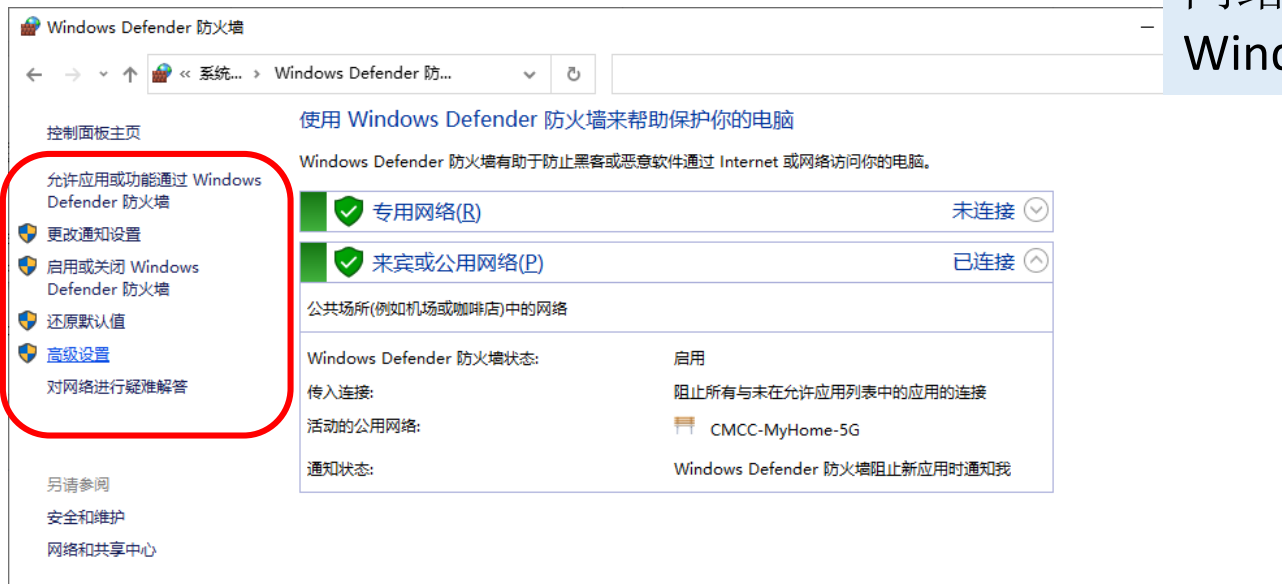 Windows Defender 防火墙
« 系统... › Windows Defender 防...
Wind
控制面板主页
允许应用或功能通过 Windows
Defender 防火墙
更改通知设置
启用或关闭 Windows
Defender 防火墙
还原默认值
高级设置
对网络进行疑难解答
另请参阅
安全和维护
网络和共享中心
使用 Windows Defender 防火墙来帮助保护你的电脑
Windows Defender 防火墙有助于防止黑客或恶意软件通过 Internet 或网络访问你的电脑。
专用网络(R) 未连接
来宾或公用网络(P) 已连接
公共场所(例如机场或咖啡店)中的网络
Windows Defender 防火墙状态: 启用
传入连接: 阻止所有与未在允许应用列表中的应用的连接
活动的公用网络: CMCC-MyHome-5G
通知状态: Windows Defender 防火墙阻止新应用时通知我